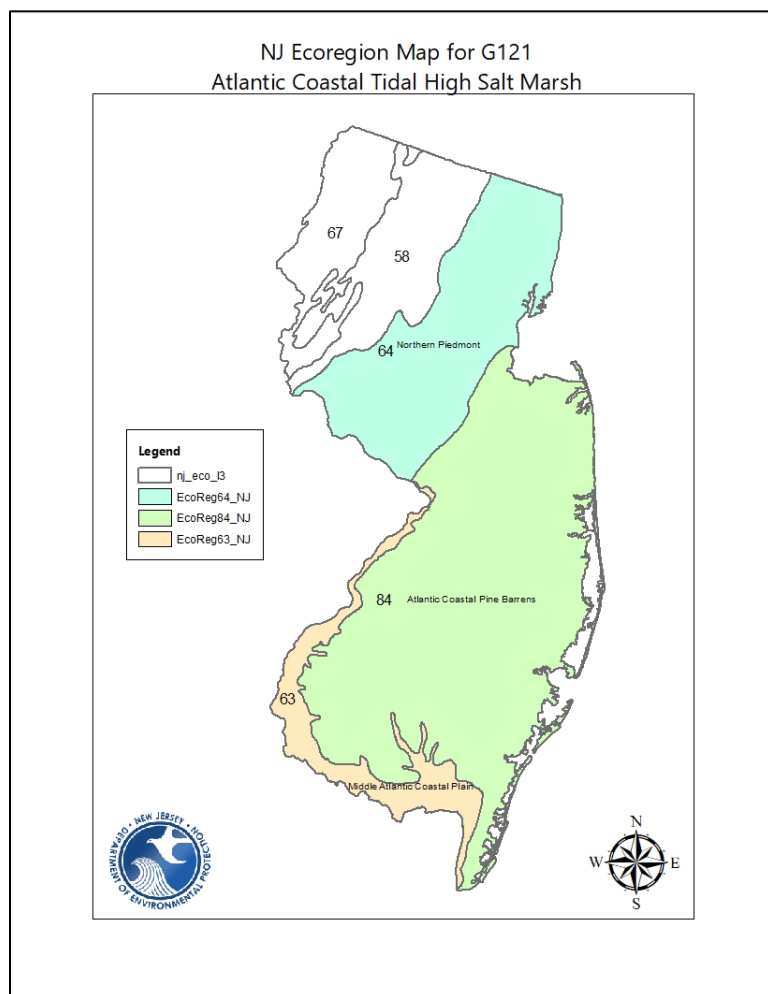 NJ Ecoregion Map for G121
Atlantic Coastal Tidal High Salt Marsh
67
58
64
Northern Piedmont
Legend
nj_eco_l3
EcoReg64_NJ
EcoReg84_NJ
EcoReg63_NJ
84
Atlantic Coastal Pine Barrens
63
Middle Atlantic Coastal Plain
NEW JERSEY
DEPARTMENT OF ENVIRONMENTAL PROTECTION
N
W
E
S